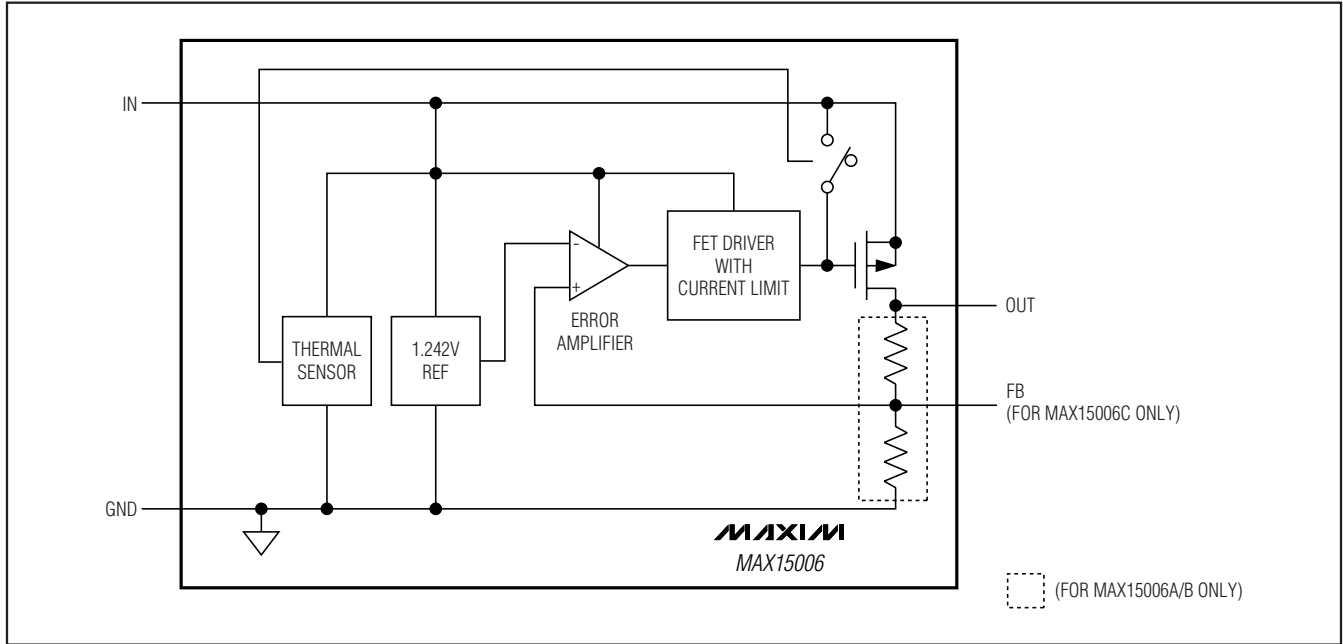 IN
FET DRIVER
WITH
CURRENT LIMIT
-
+
ERROR
AMPLIFIER
THERMAL
SENSOR
1.242V
REF
OUT
FB
(FOR MAX15006C ONLY)
GND
MAXIM
MAX15006
(FOR MAX15006A/B ONLY)